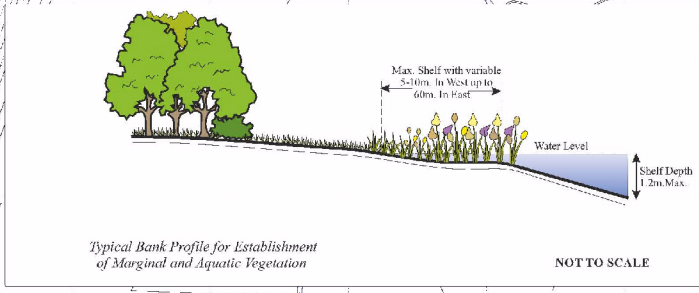 Max. Shelf with variable
5-10m. In West up to
60m. In East
Water Level
Shelf Depth
1.2m.Max.
Typical Bank Profile for Establishment
of Marginal and Aquatic Vegetation
NOT TO SCALE